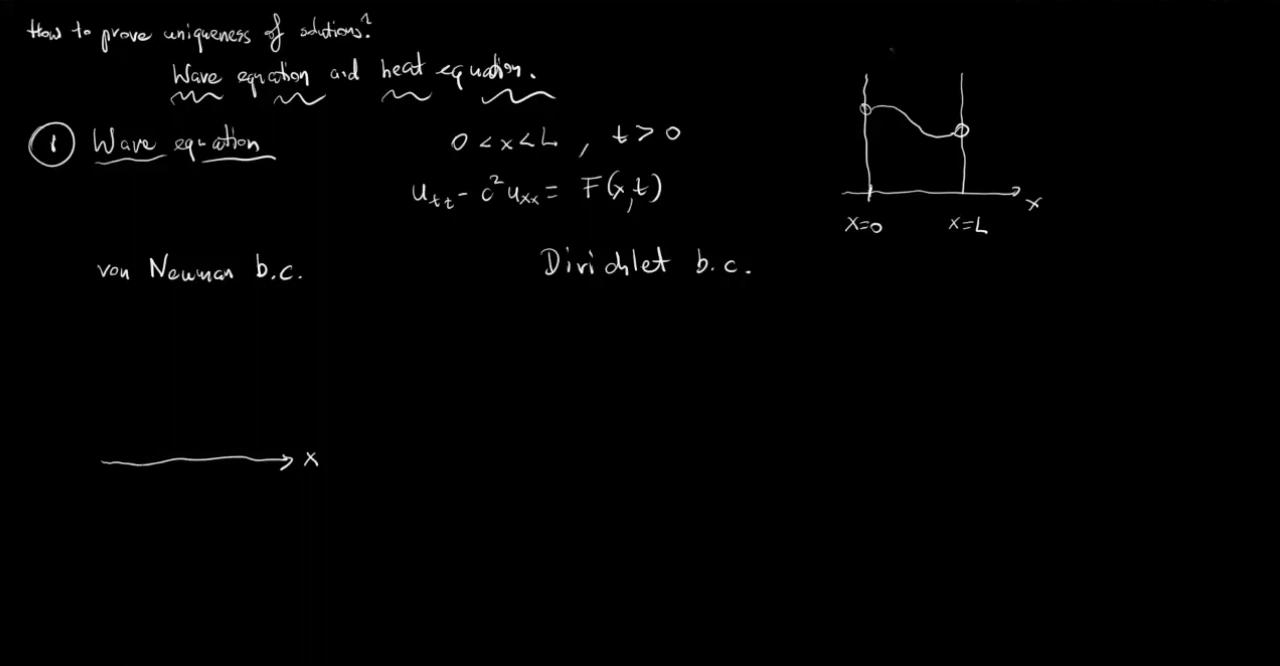 How to prove uniqueness of solutions?
Wave equation and heat equation.
1 Wave equation
0 < x < L , t > 0
u_tt - c²u_xx = F(x,t)
x
x=0 x=L
von Newman b.c.
Dirichlet b.c.
x